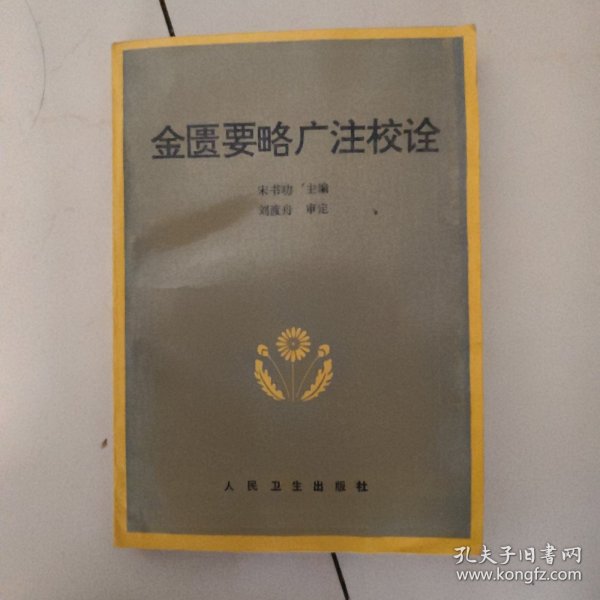 金匮要略广注校诠
宋书功 主编
刘渡舟 审定
人民卫生出版社
孔夫子旧書网
www.kongfz.com